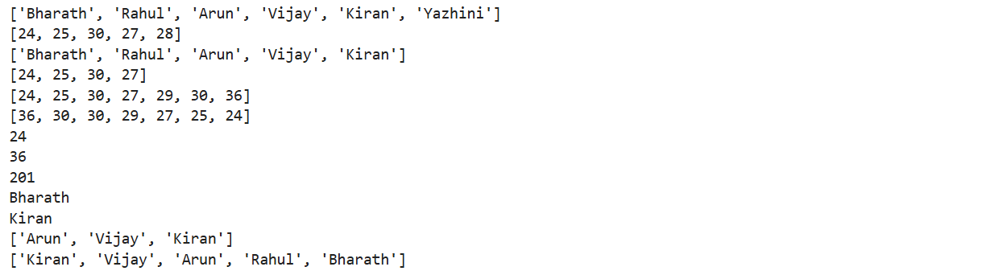 ['Bharath', 'Rahul', 'Arun', 'Vijay', 'Kiran', 'Yazhini']
[24, 25, 30, 27, 28]
['Bharath', 'Rahul', 'Arun', 'Vijay', 'Kiran']
[24, 25, 30, 27]
[24, 25, 30, 27, 29, 30, 36]
[36, 30, 30, 29, 27, 25, 24]
24
36
201
Bharath
Kiran
['Arun', 'Vijay', 'Kiran']
['Kiran', 'Vijay', 'Arun', 'Rahul', 'Bharath']